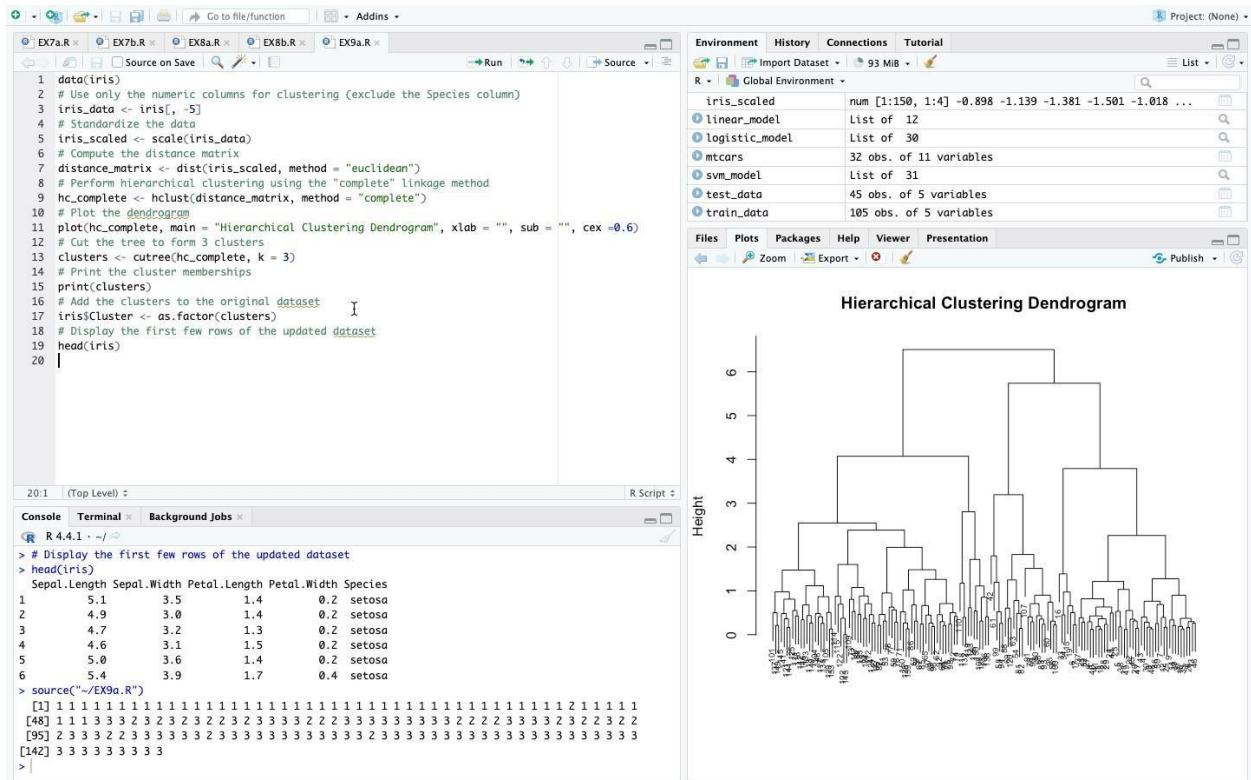 Go to file/function
Addins
Project: (None)
EX7a.R
EX7b.R
EX8a.R
EX8b.R
EX9a.R
Source on Save
Run
Source
1 data(iris)
2 # Use only the numeric columns for clustering (exclude the Species column)
3 iris_data <- iris[, -5]
4 # Standardize the data
5 iris_scaled <- scale(iris_data)
6 # Compute the distance matrix
7 distance_matrix <- dist(iris_scaled, method = "euclidean")
8 # Perform hierarchical clustering using the "complete" linkage method
9 hc_complete <- hclust(distance_matrix, method = "complete")
10 # Plot the dendrogram
11 plot(hc_complete, main = "Hierarchical Clustering Dendrogram", xlab = "", sub = "", cex =0.6)
12 # Cut the tree to form 3 clusters
13 clusters <- cutree(hc_complete, k = 3)
14 # Print the cluster memberships
15 print(clusters)
16 # Add the clusters to the original dataset
17 iris$Cluster <- as.factor(clusters)
18 # Display the first few rows of the updated dataset
19 head(iris)
20
20:1 (Top Level)
R Script
Console Terminal Background Jobs
R 4.4.1 · ~/
> # Display the first few rows of the updated dataset
> head(iris)
Sepal.Length Sepal.Width Petal.Length Petal.Width Species
1 5.1 3.5 1.4 0.2 setosa
2 4.9 3.0 1.4 0.2 setosa
3 4.7 3.2 1.3 0.2 setosa
4 4.6 3.1 1.5 0.2 setosa
5 5.0 3.6 1.4 0.2 setosa
6 5.4 3.9 1.7 0.4 setosa
> source("~/EX9a.R")
[1] 1 1 1 1 1 1 1 1 1 1 1 1 1 1 1 1 1 1 1 1 1 1 1 1 1 1 1 1 1 1 1 1 1 1 1 1 1 1 1 1 1 2 1 1 1 1 1
[48] 1 1 1 3 3 3 2 3 2 3 2 3 2 2 3 2 3 3 3 3 2 2 2 3 3 3 3 3 3 3 3 3 2 2 2 2 3 3 3 3 2 3 2 2 3 2 2
[95] 2 3 3 3 2 2 3 3 3 3 3 3 2 3 3 3 3 3 3 3 3 3 3 3 3 2 3 3 3 3 3 3 3 3 3 3 3 3 3 3 3 3 3 3 3 3 3
[142] 3 3 3 3 3 3 3 3 3
>
Environment History Connections Tutorial
Import Dataset
93 MiB
List
R
Global Environment
iris_scaled num [1:150, 1:4] -0.898 -1.139 -1.381 -1.501 -1.018 ...
linear_model List of 12
logistic_model List of 30
mtcars 32 obs. of 11 variables
svm_model List of 31
test_data 45 obs. of 5 variables
train_data 105 obs. of 5 variables
Files Plots Packages Help Viewer Presentation
Zoom
Export
Publish
Hierarchical Clustering Dendrogram
Height
6
5
4
3
2
1
0
42
61
107
16